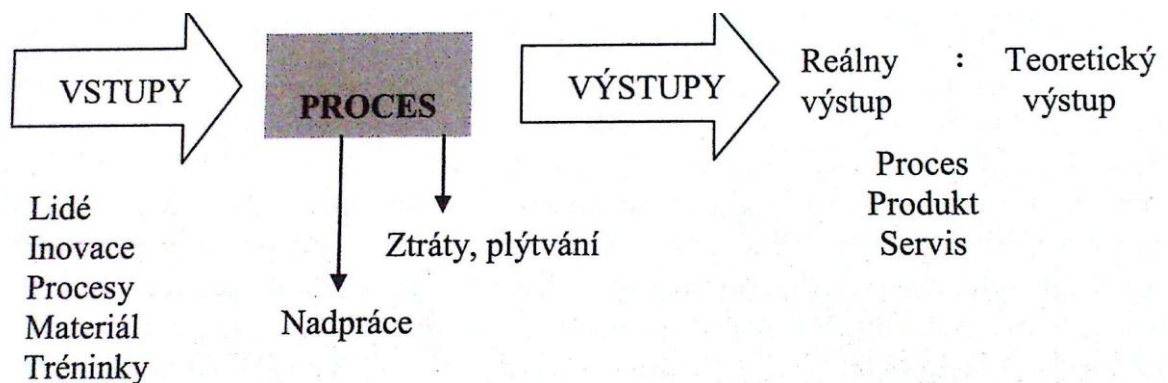 VSTUPY
PROCES
VÝSTUPY
Reálny : Teoretický
výstup výstup
Proces
Produkt
Servis
Lidé
Inovace
Procesy
Materiál
Tréninky
Ztráty, plýtvání
Nadpráce